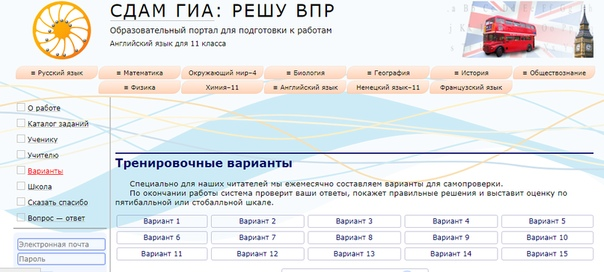 СДАМ ГИА: РЕШУ ВПР
Образовательный портал для подготовки к работам
Английский язык для 11 класса
≡ Русский язык ≡ Математика Окружающий мир–4 ≡ Биология ≡ География ≡ История ≡ Обществознание
≡ Физика Химия–11 ≡ Английский язык Немецкий язык–11 Французский язык
О работе
Каталог заданий
Ученику
Учителю
Варианты
Школа
Сказать спасибо
Вопрос — ответ
Электронная почта
Пароль
Тренировочные варианты
Специально для наших читателей мы ежемесячно составляем варианты для самопроверки.
По окончании работы система проверит ваши ответы, покажет правильные решения и выставит оценку по
пятибалльной или стобалльной шкале.
Вариант 1 Вариант 2 Вариант 3 Вариант 4 Вариант 5
Вариант 6 Вариант 7 Вариант 8 Вариант 9 Вариант 10
Вариант 11 Вариант 12 Вариант 13 Вариант 14 Вариант 15